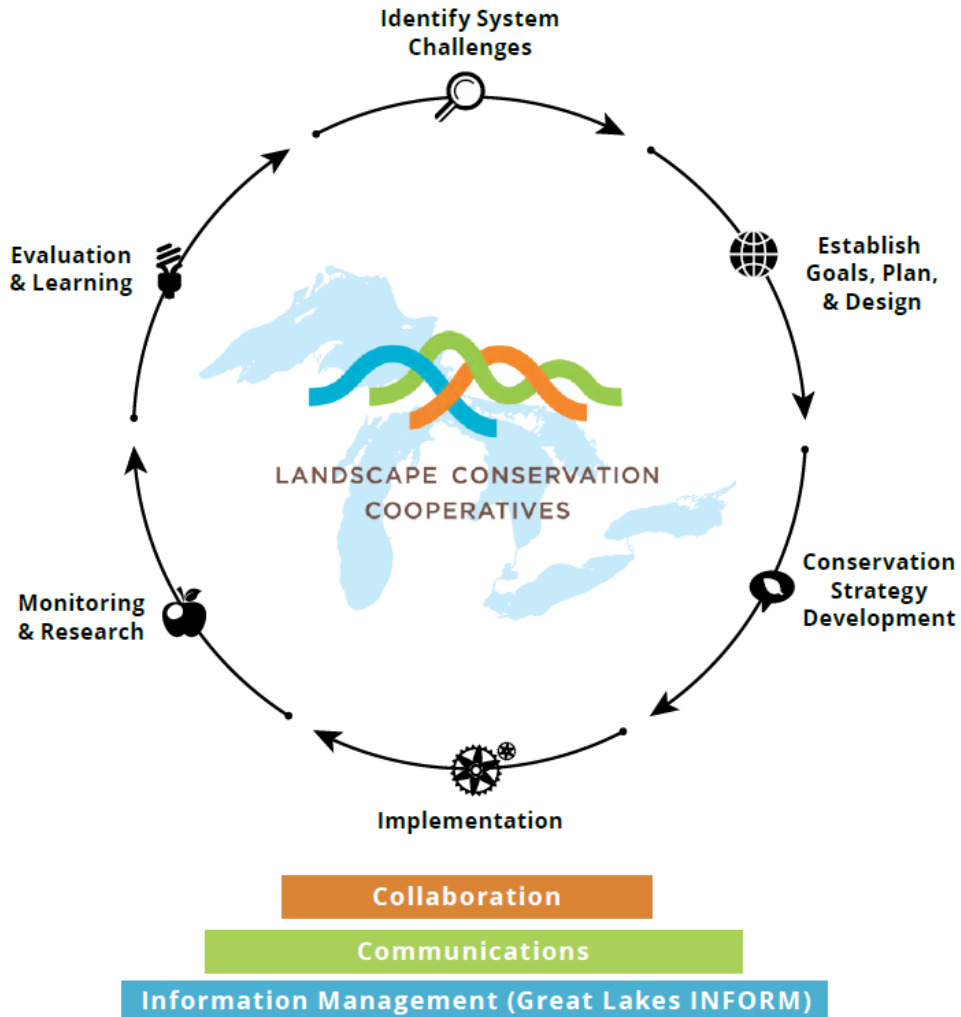 Identify System
Challenges
Establish
Goals, Plan,
& Design
Conservation
Strategy
Development
Implementation
Monitoring
& Research
Evaluation
& Learning
LANDSCAPE CONSERVATION
COOPERATIVES
Collaboration
Communications
Information Management (Great Lakes INFORM)